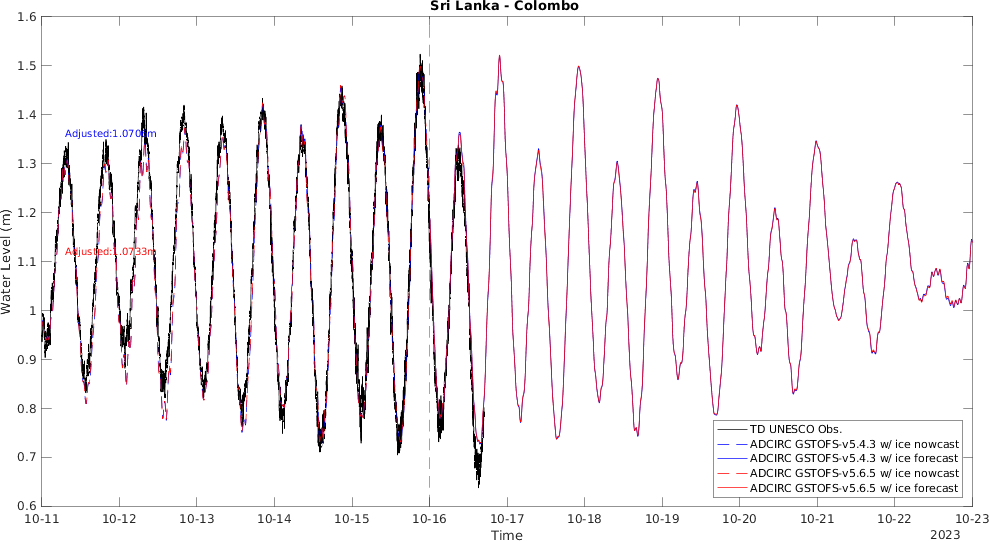 Sri Lanka - Colombo
1.6
1.5
1.4
1.3
1.2
1.1
1
0.9
0.8
0.7
0.6
Water Level (m)
Adjusted:1.0706m
Adjusted:1.0733m
TD UNESCO Obs.
ADCIRC GSTOFS-v5.4.3 w/ ice nowcast
ADCIRC GSTOFS-v5.4.3 w/ ice forecast
ADCIRC GSTOFS-v5.6.5 w/ ice nowcast
ADCIRC GSTOFS-v5.6.5 w/ ice forecast
10-11 10-12 10-13 10-14 10-15 10-16 10-17 10-18 10-19 10-20 10-21 10-22 10-23
Time
2023